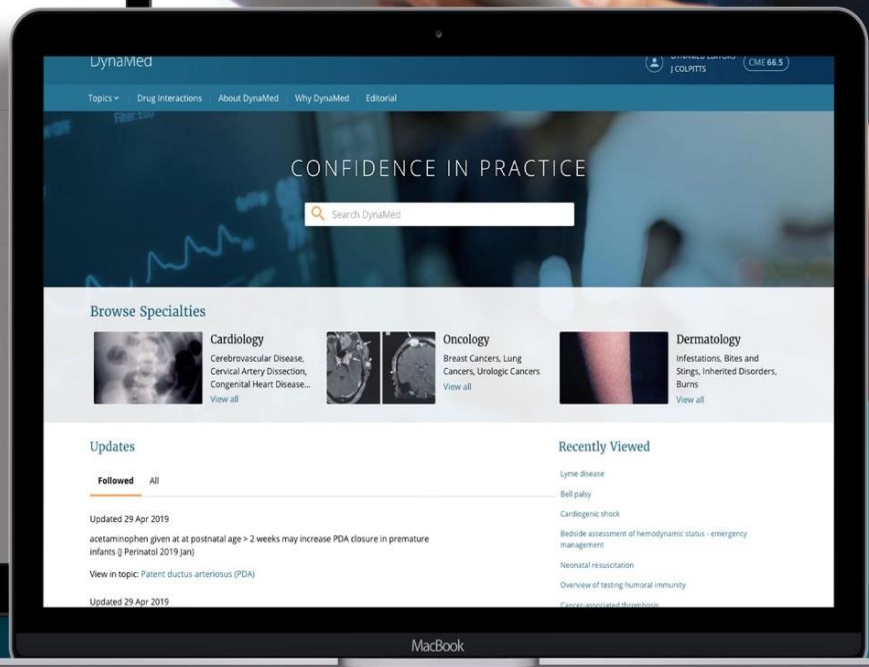 DynaMed
DYNAMED EDITORS
J COLPITTS
CME 66.5
Topics
Drug Interactions
About DynaMed
Why DynaMed
Editorial
CONFIDENCE IN PRACTICE
Search DynaMed
Browse Specialties
Cardiology
Cerebrovascular Disease,
Cervical Artery Dissection,
Congenital Heart Disease...
View all
Oncology
Breast Cancers, Lung
Cancers, Urologic Cancers
View all
Dermatology
Infestations, Bites and
Stings, Inherited Disorders,
Burns
View all
Updates
Followed All
Updated 29 Apr 2019
acetaminophen given at at postnatal age > 2 weeks may increase PDA closure in premature
infants (J Perinatol 2019 Jan)
View in topic: Patent ductus arteriosus (PDA)
Updated 29 Apr 2019
Recently Viewed
Lyme disease
Bell palsy
Cardiogenic shock
Bedside assessment of hemodynamic status - emergency
management
Neonatal resuscitation
Overview of testing humoral immunity
Cancer-associated thrombosis
MacBook